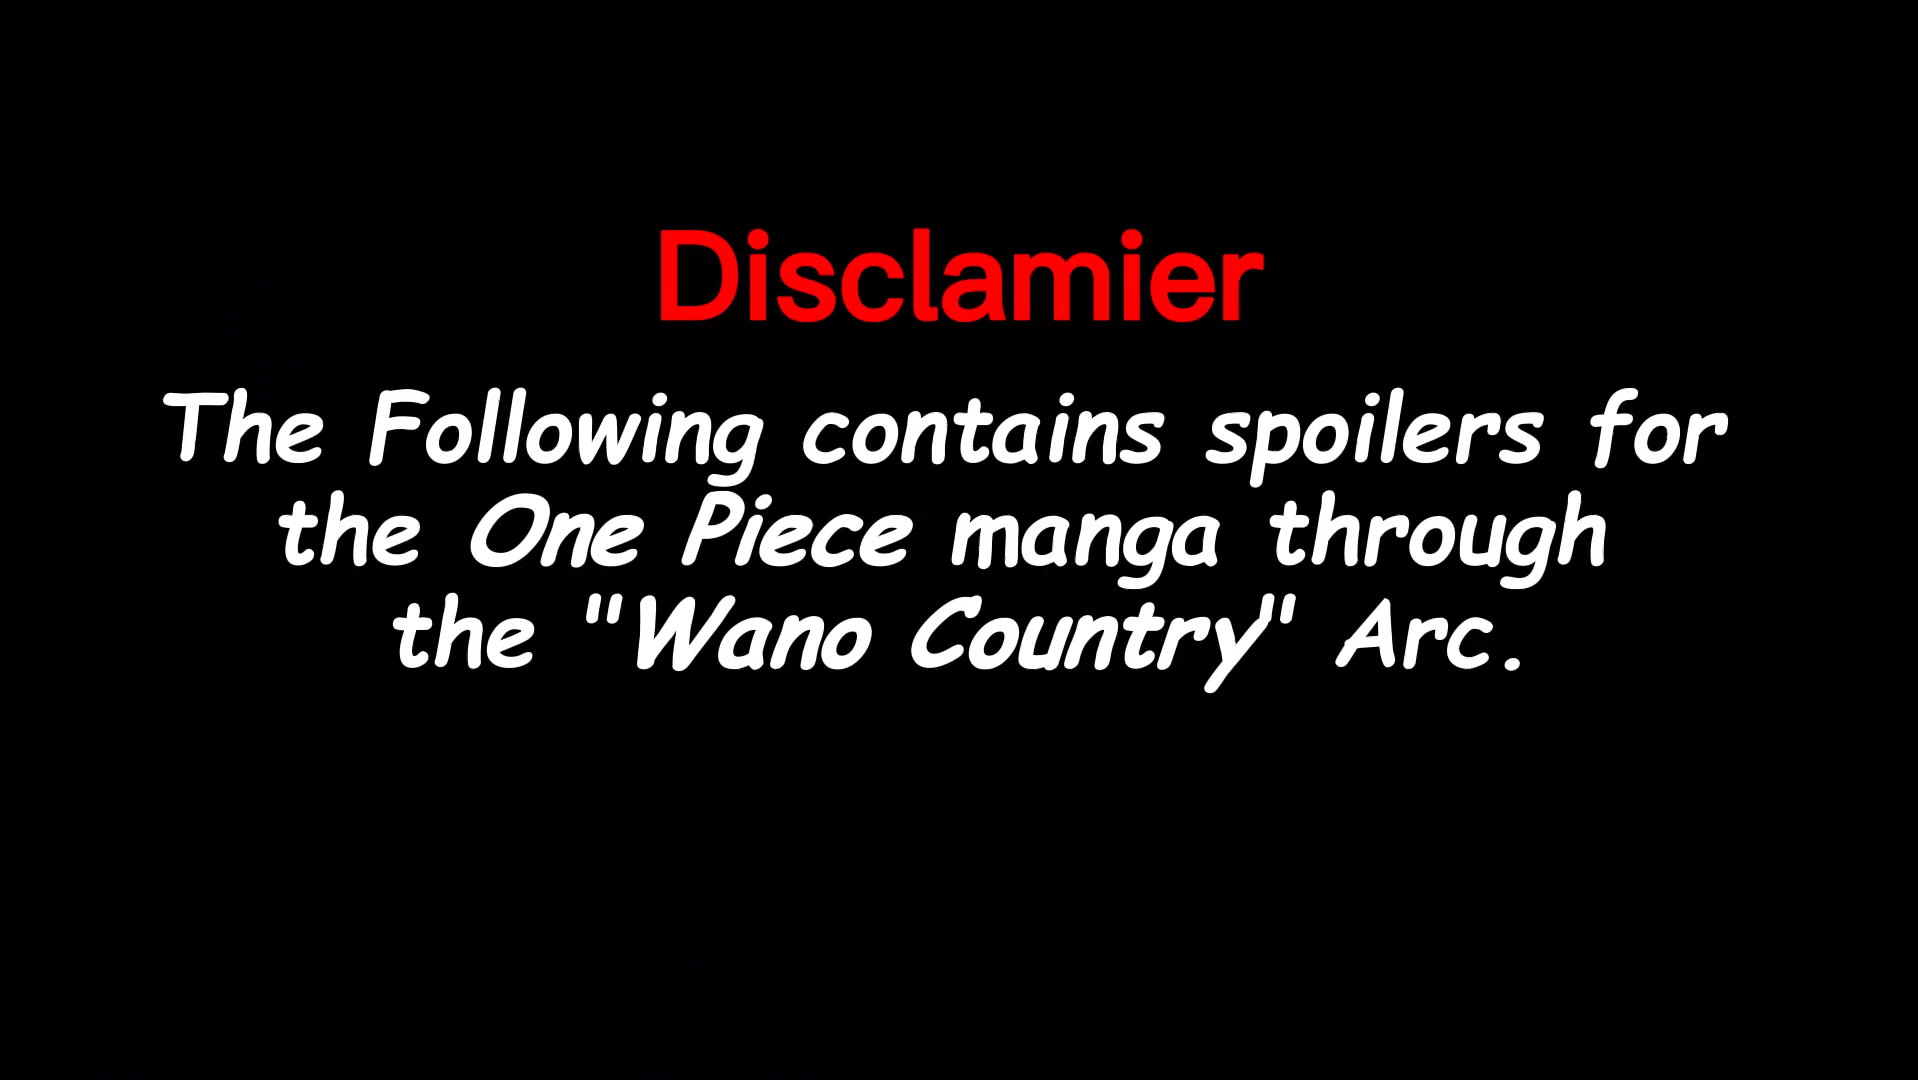 Disclamier
The Following contains spoilers for
the One Piece manga through
the "Wano Country" Arc.